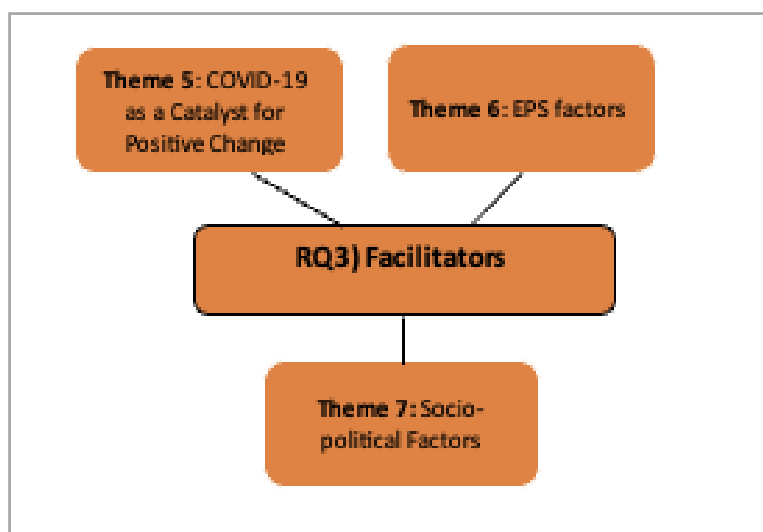 Theme 5: COVID-19
as a Catalyst for
Positive Change
Theme 6: EPS factors
RQ3) Facilitators
Theme 7: Socio-
political Factors